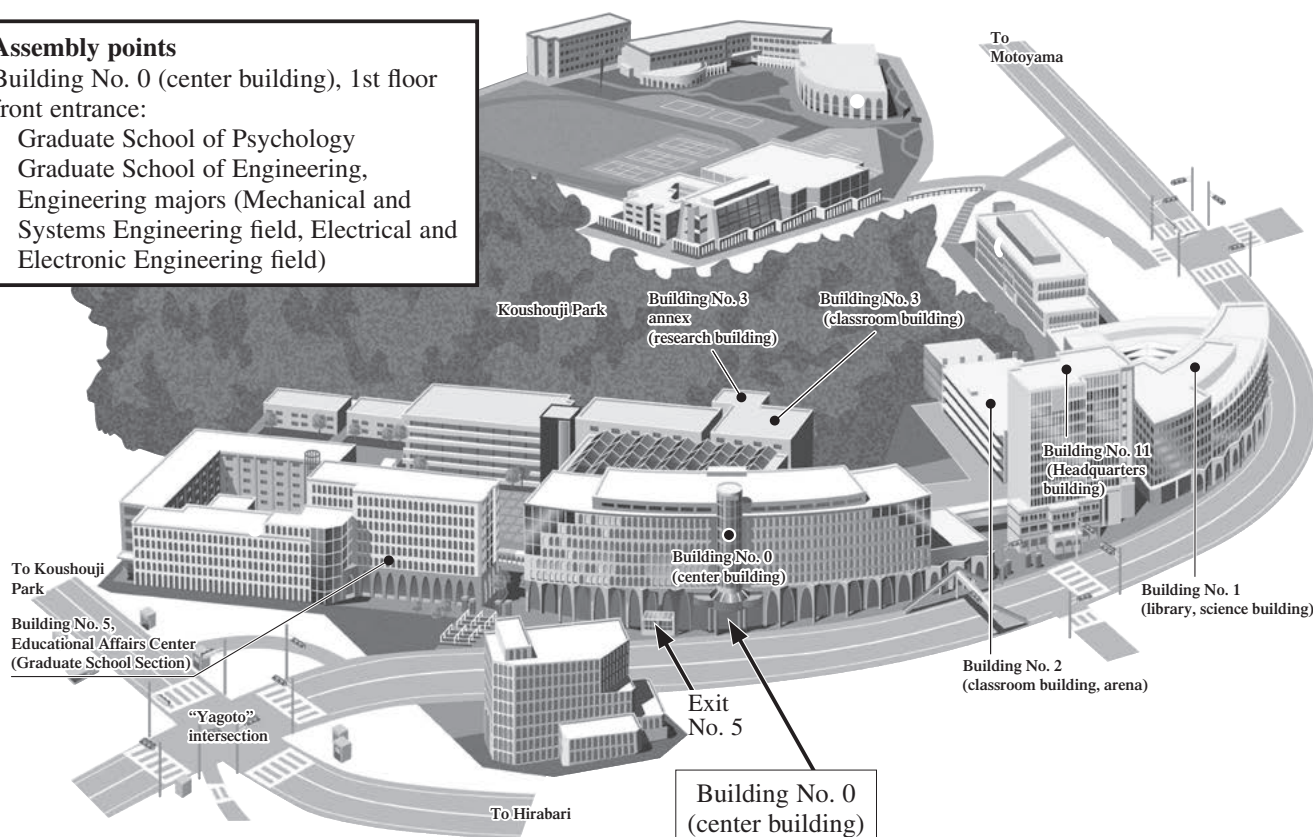 Assembly points
Building No. 0 (center building), 1st floor
front entrance:
Graduate School of Psychology
Graduate School of Engineering,
Engineering majors (Mechanical and
Systems Engineering field, Electrical and
Electronic Engineering field)
To
Motoyama
Koushouji Park
Building No. 3
annex
(research building)
Building No. 3
(classroom building)
Building No. 11
(Headquarters
building)
Building No. 0
(center building)
To Koushouji
Park
Building No. 5,
Educational Affairs Center
(Graduate School Section)
Building No. 1
(library, science building)
Building No. 2
(classroom building, arena)
"Yagoto"
intersection
Exit
No. 5
To Hirabari
Building No. 0
(center building)